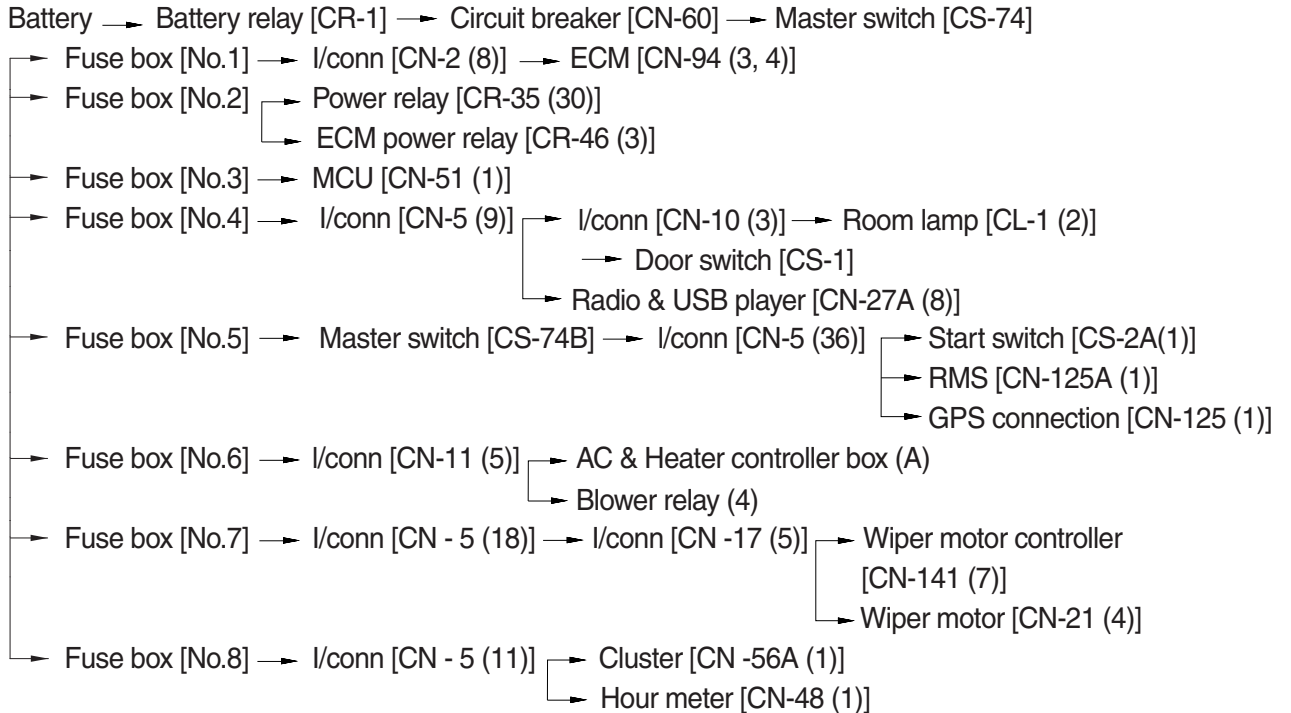 Battery → Battery relay [CR-1] → Circuit breaker [CN-60] → Master switch [CS-74]
→ Fuse box [No.1] → I/conn [CN-2 (8)] → ECM [CN-94 (3, 4)]
→ Fuse box [No.2] → Power relay [CR-35 (30)]
→ ECM power relay [CR-46 (3)]
→ Fuse box [No.3] → MCU [CN-51 (1)]
→ Fuse box [No.4] → I/conn [CN-5 (9)] → I/conn [CN-10 (3)] → Room lamp [CL-1 (2)]
→ Door switch [CS-1]
→ Radio & USB player [CN-27A (8)]
→ Fuse box [No.5] → Master switch [CS-74B] → I/conn [CN-5 (36)] → Start switch [CS-2A(1)]
→ RMS [CN-125A (1)]
→ GPS connection [CN-125 (1)]
→ Fuse box [No.6] → I/conn [CN-11 (5)] → AC & Heater controller box (A)
→ Blower relay (4)
→ Fuse box [No.7] → I/conn [CN - 5 (18)] → I/conn [CN -17 (5)] → Wiper motor controller
[CN-141 (7)]
→ Wiper motor [CN-21 (4)]
→ Fuse box [No.8] → I/conn [CN - 5 (11)] → Cluster [CN -56A (1)]
→ Hour meter [CN-48 (1)]